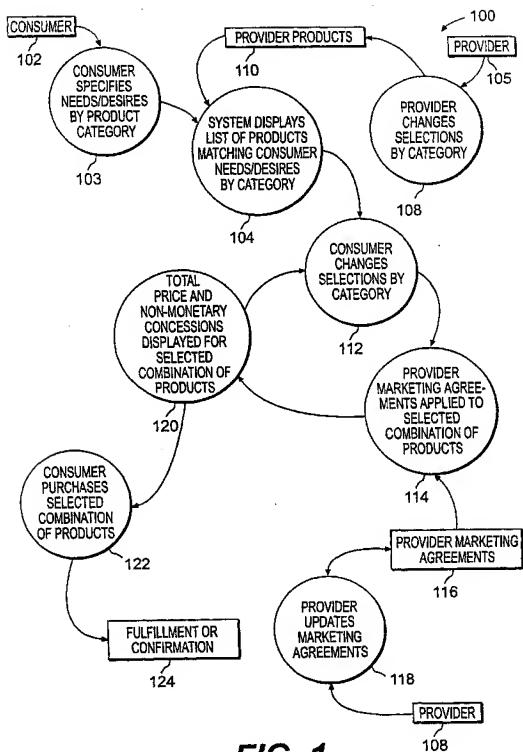 100
CONSUMER
102
PROVIDER PRODUCTS
110
PROVIDER
105
CONSUMER
SPECIFIES
NEEDS/DESIRES
BY PRODUCT
CATEGORY
103
SYSTEM DISPLAYS
LIST OF PRODUCTS
MATCHING CONSUMER
NEEDS/DESIRES
BY CATEGORY
104
PROVIDER
CHANGES
SELECTIONS
BY CATEGORY
108
CONSUMER
CHANGES
SELECTIONS BY
CATEGORY
112
TOTAL
PRICE AND
NON-MONETARY
CONCESSIONS
DISPLAYED FOR
SELECTED
COMBINATION OF
PRODUCTS
120
PROVIDER
MARKETING AGREE-
MENTS APPLIED TO
SELECTED
COMBINATION OF
PRODUCTS
114
CONSUMER
PURCHASES
SELECTED
COMBINATION
OF PRODUCTS
122
PROVIDER MARKETING
AGREEMENTS
116
PROVIDER
UPDATES
MARKETING
AGREEMENTS
118
FULFILLMENT OR
CONFIRMATION
124
PROVIDER
108
FIG. 1